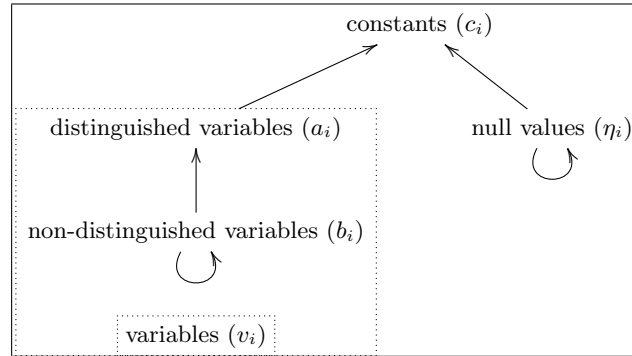 constants (c_i)
distinguished variables (a_i)
null values (η_i)
non-distinguished variables (b_i)
variables (v_i)